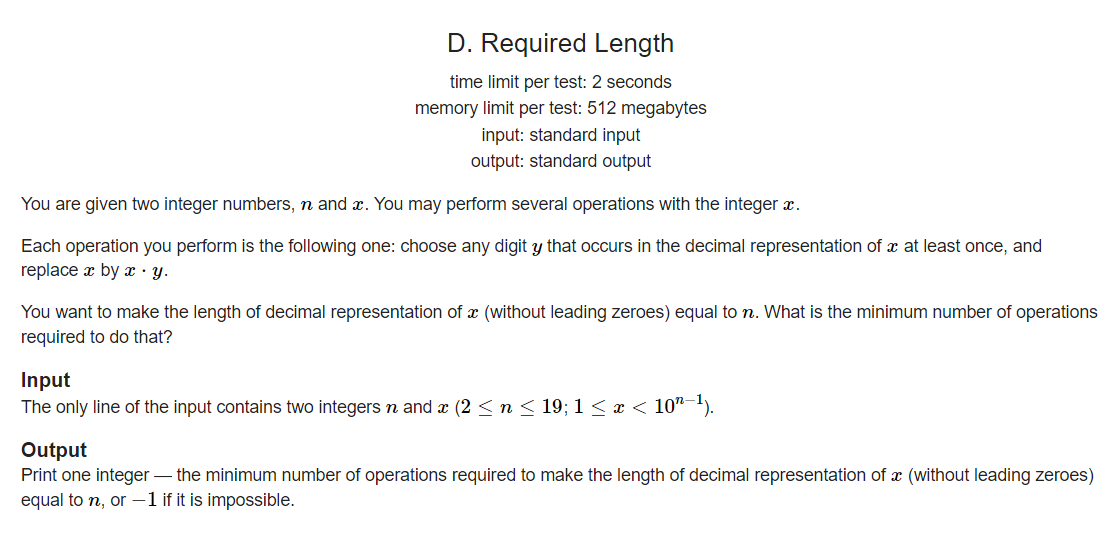 D. Required Length
time limit per test: 2 seconds
memory limit per test: 512 megabytes
input: standard input
output: standard output
You are given two integer numbers, n and x. You may perform several operations with the integer x.
Each operation you perform is the following one: choose any digit y that occurs in the decimal representation of x at least once, and
replace x by x · y.
You want to make the length of decimal representation of x (without leading zeroes) equal to n. What is the minimum number of operations
required to do that?
Input
The only line of the input contains two integers n and x (2 ≤ n ≤ 19; 1 ≤ x < 10^{n−1}).
Output
Print one integer — the minimum number of operations required to make the length of decimal representation of x (without leading zeroes)
equal to n, or −1 if it is impossible.